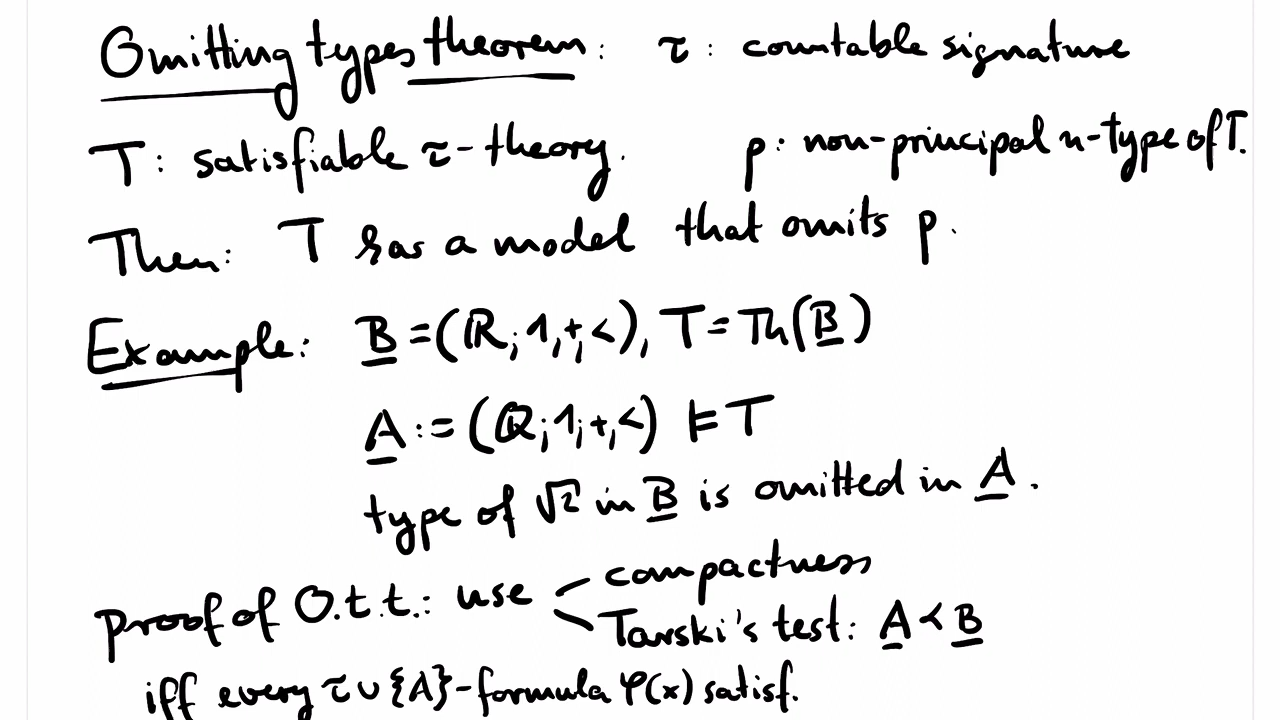 Omitting types theorem: τ: countable signature
T: satisfiable τ-theory. p: non-principal n-type of T.
Then: T has a model that omits p.
Example: B = (ℝ; 1, +, <), T = Th(B)
A := (ℚ; 1, +, <) ⊨ T
type of √2 in B is omitted in A.
Proof of O.t.t.: use < compactness
Tarski's test: A ≺ B
iff every τ ∪ {A}-formula φ(x) satisf.